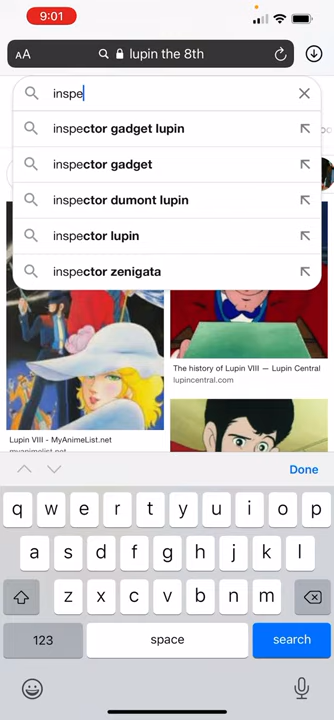 9:01
AA lupin the 8th
inspe
inspector gadget lupin
inspector gadget
inspector dumont lupin
inspector lupin
inspector zenigata
The history of Lupin VIII — Lupin Central
lupincentral.com
Lupin VIII - MyAnimeList.net
Done
q w e r t y u i o p
a s d f g h j k l
z x c v b n m
123 space search